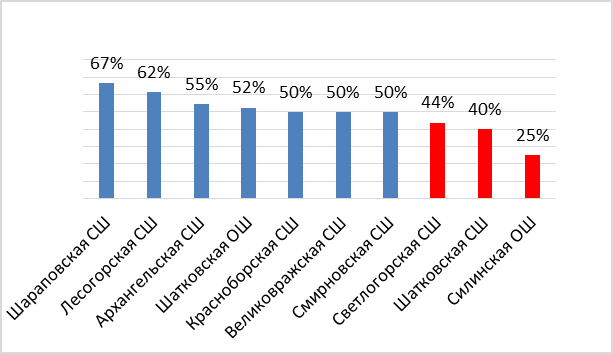 67%
62%
55%
52%
50%
50%
50%
44%
40%
25%
Шараповская СШ
Лесогорская СШ
Архангельская СШ
Шатковская ОШ
Красноборская СШ
Великовражская СШ
Смирновская СШ
Светлогорская СШ
Шатковская СШ
Силинская ОШ